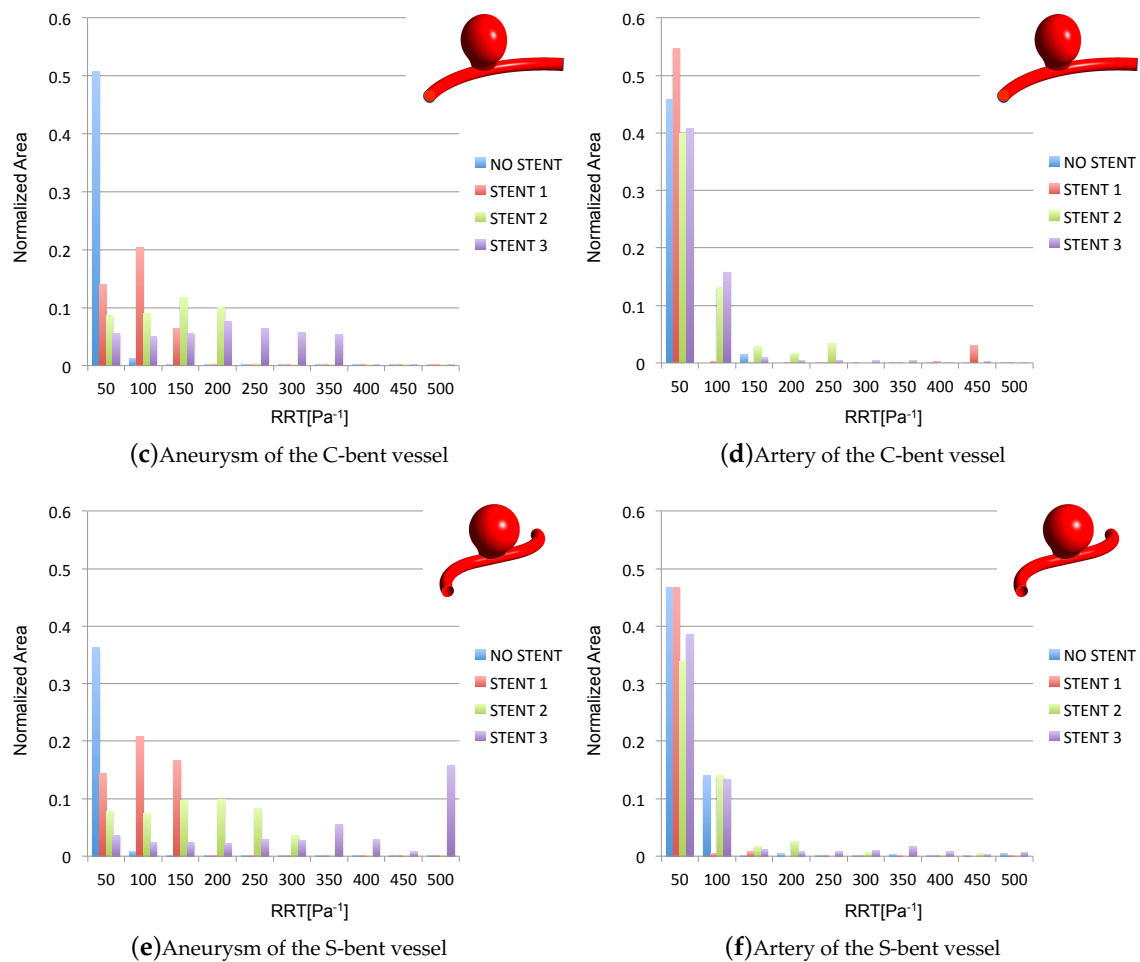 0.6
0.5
0.4
0.3
0.2
0.1
0
Normalized Area
50 100 150 200 250 300 350 400 450 500
RRT[Pa⁻¹]
NO STENT
STENT 1
STENT 2
STENT 3
(c)Aneurysm of the C-bent vessel
0.6
0.5
0.4
0.3
0.2
0.1
0
Normalized Area
50 100 150 200 250 300 350 400 450 500
RRT[Pa⁻¹]
NO STENT
STENT 1
STENT 2
STENT 3
(d)Artery of the C-bent vessel
0.6
0.5
0.4
0.3
0.2
0.1
0
Normalized Area
50 100 150 200 250 300 350 400 450 500
RRT[Pa⁻¹]
NO STENT
STENT 1
STENT 2
STENT 3
(e)Aneurysm of the S-bent vessel
0.6
0.5
0.4
0.3
0.2
0.1
0
Normalized Area
50 100 150 200 250 300 350 400 450 500
RRT[Pa⁻¹]
NO STENT
STENT 1
STENT 2
STENT 3
(f)Artery of the S-bent vessel